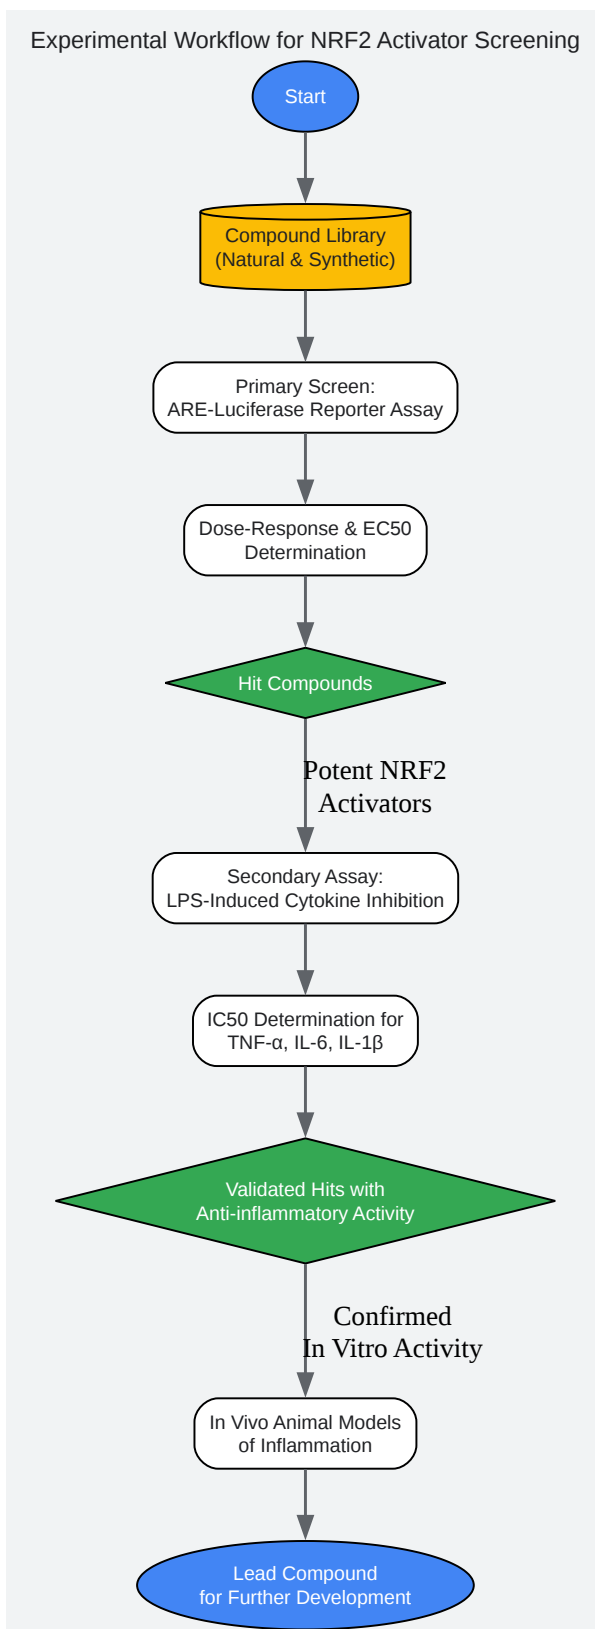 Experimental Workflow for NRF2 Activator Screening
Start
Compound Library
(Natural & Synthetic)
Primary Screen:
ARE-Luciferase Reporter Assay
Dose-Response & EC50
Determination
Hit Compounds
Potent NRF2
Activators
Secondary Assay:
LPS-Induced Cytokine Inhibition
IC50 Determination for
TNF-α, IL-6, IL-1β
Validated Hits with
Anti-inflammatory Activity
Confirmed
In Vitro Activity
In Vivo Animal Models
of Inflammation
Lead Compound
for Further Development